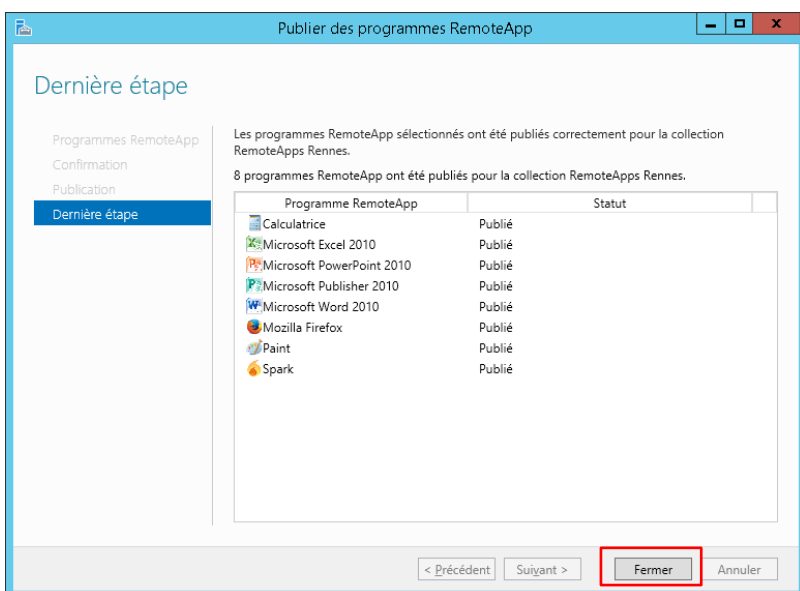 Publier des programmes RemoteApp
Dernière étape
Programmes RemoteApp
Confirmation
Publication
Dernière étape
Les programmes RemoteApp sélectionnés ont été publiés correctement pour la collection
RemoteApps Rennes.
8 programmes RemoteApp ont été publiés pour la collection RemoteApps Rennes.
Programme RemoteApp Statut
Calculatrice Publié
Microsoft Excel 2010 Publié
Microsoft PowerPoint 2010 Publié
Microsoft Publisher 2010 Publié
Microsoft Word 2010 Publié
Mozilla Firefox Publié
Paint Publié
Spark Publié
< Précédent Suivant > Fermer Annuler